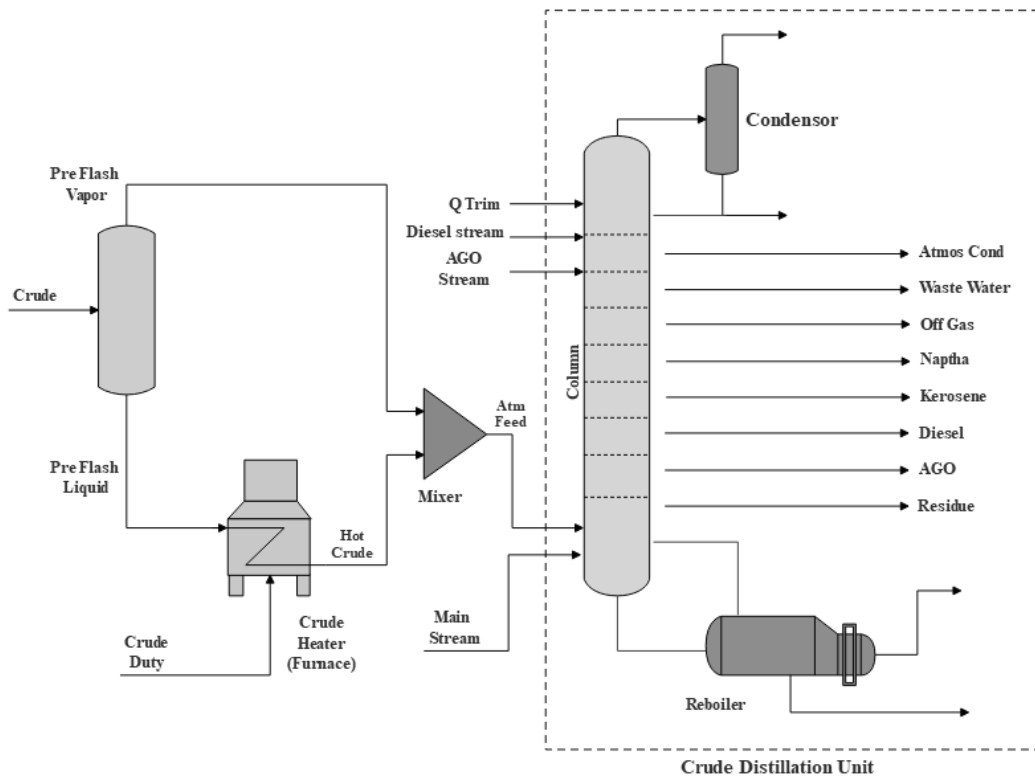 Pre Flash
Vapor
Crude
Pre Flash
Liquid
Crude
Duty
Crude
Heater
(Furnace)
Hot
Crude
Mixer
Atm
Feed
Main
Stream
Q Trim
Diesel stream
AGO
Stream
Column
Condensor
Atmos Cond
Waste Water
Off Gas
Naptha
Kerosene
Diesel
AGO
Residue
Reboiler
Crude Distillation Unit